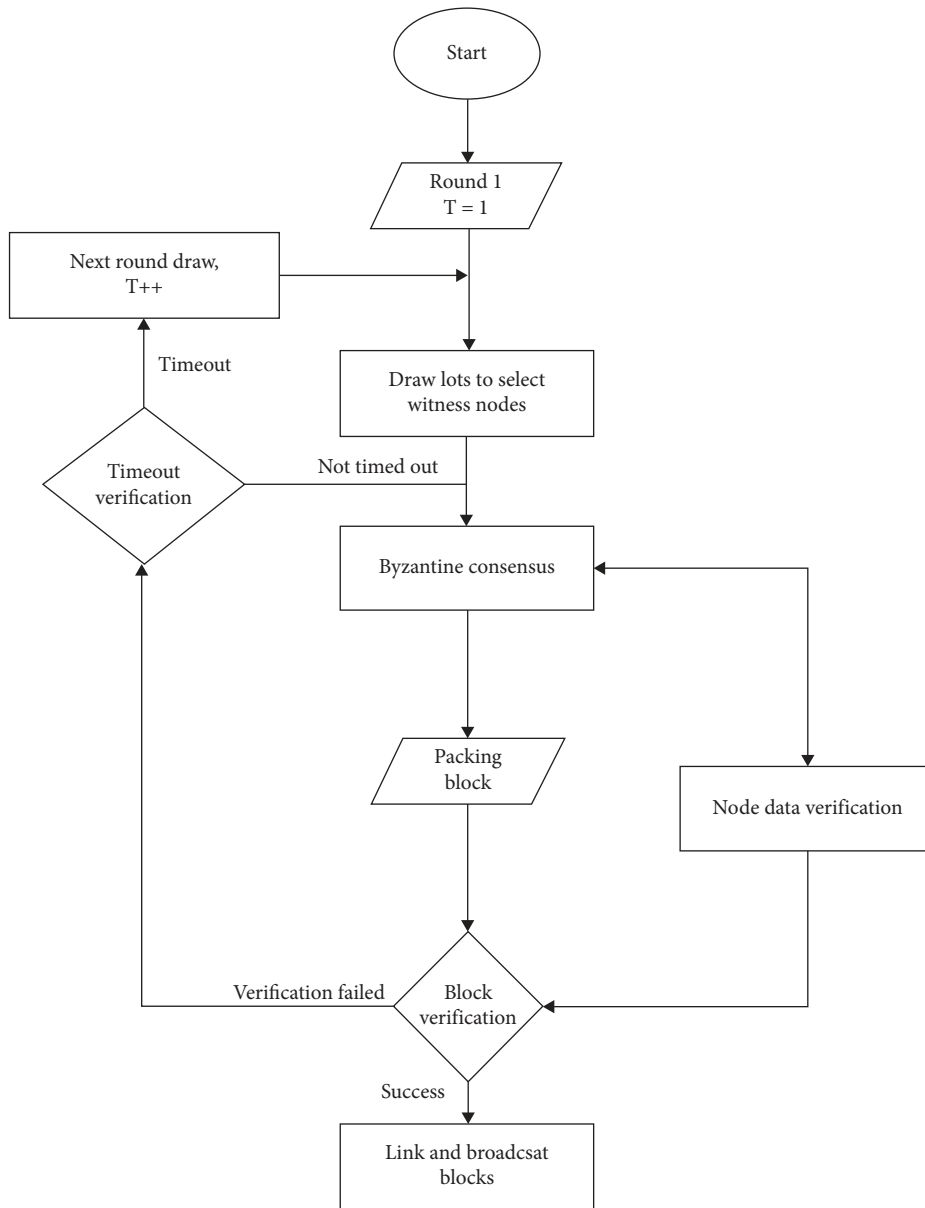 Start
Round 1
T = 1
Next round draw,
T++
Timeout
Draw lots to select
witness nodes
Not timed out
Timeout
verification
Byzantine consensus
Packing
block
Node data verification
Verification failed
Block
verification
Success
Link and broadcsat
blocks